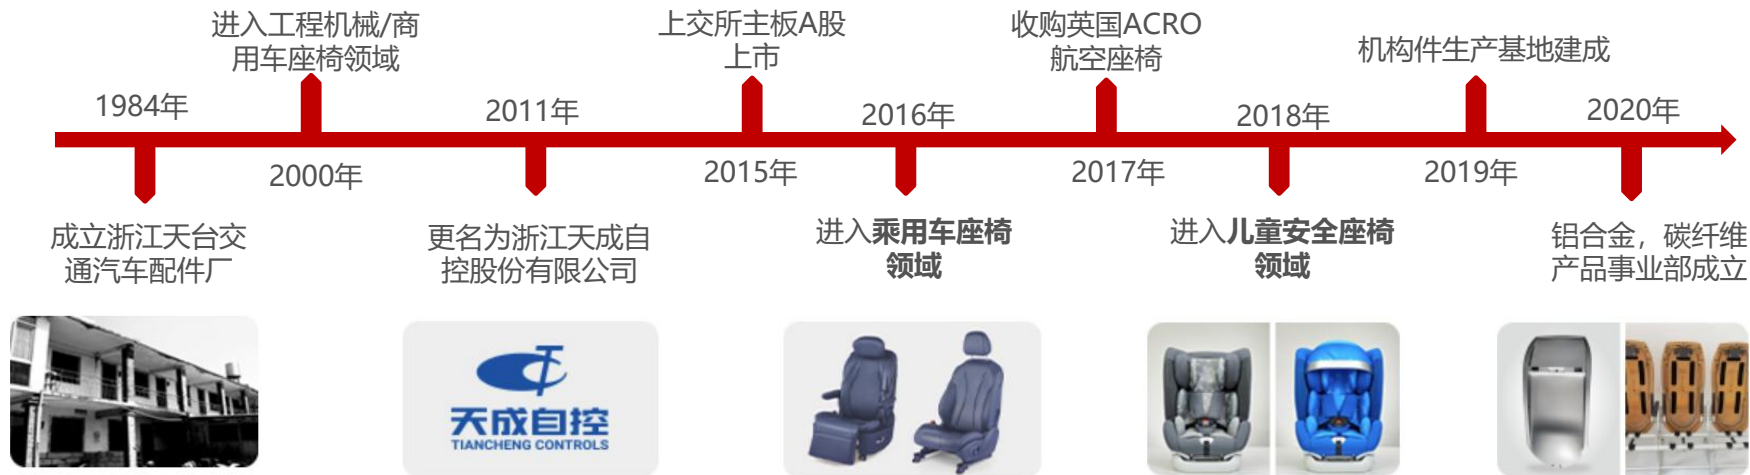 进入工程机械/商
用车座椅领域
上交所主板A股
上市
收购英国ACRO
航空座椅
机构件生产基地建成
1984年
2011年
2016年
2018年
2020年
2000年
2015年
2017年
2019年
成立浙江天台交
通汽车配件厂
更名为浙江天成自
控股份有限公司
进入乘用车座椅
领域
进入儿童安全座椅
领域
铝合金，碳纤维
产品事业部成立
天成自控
TIANCHENG CONTROLS